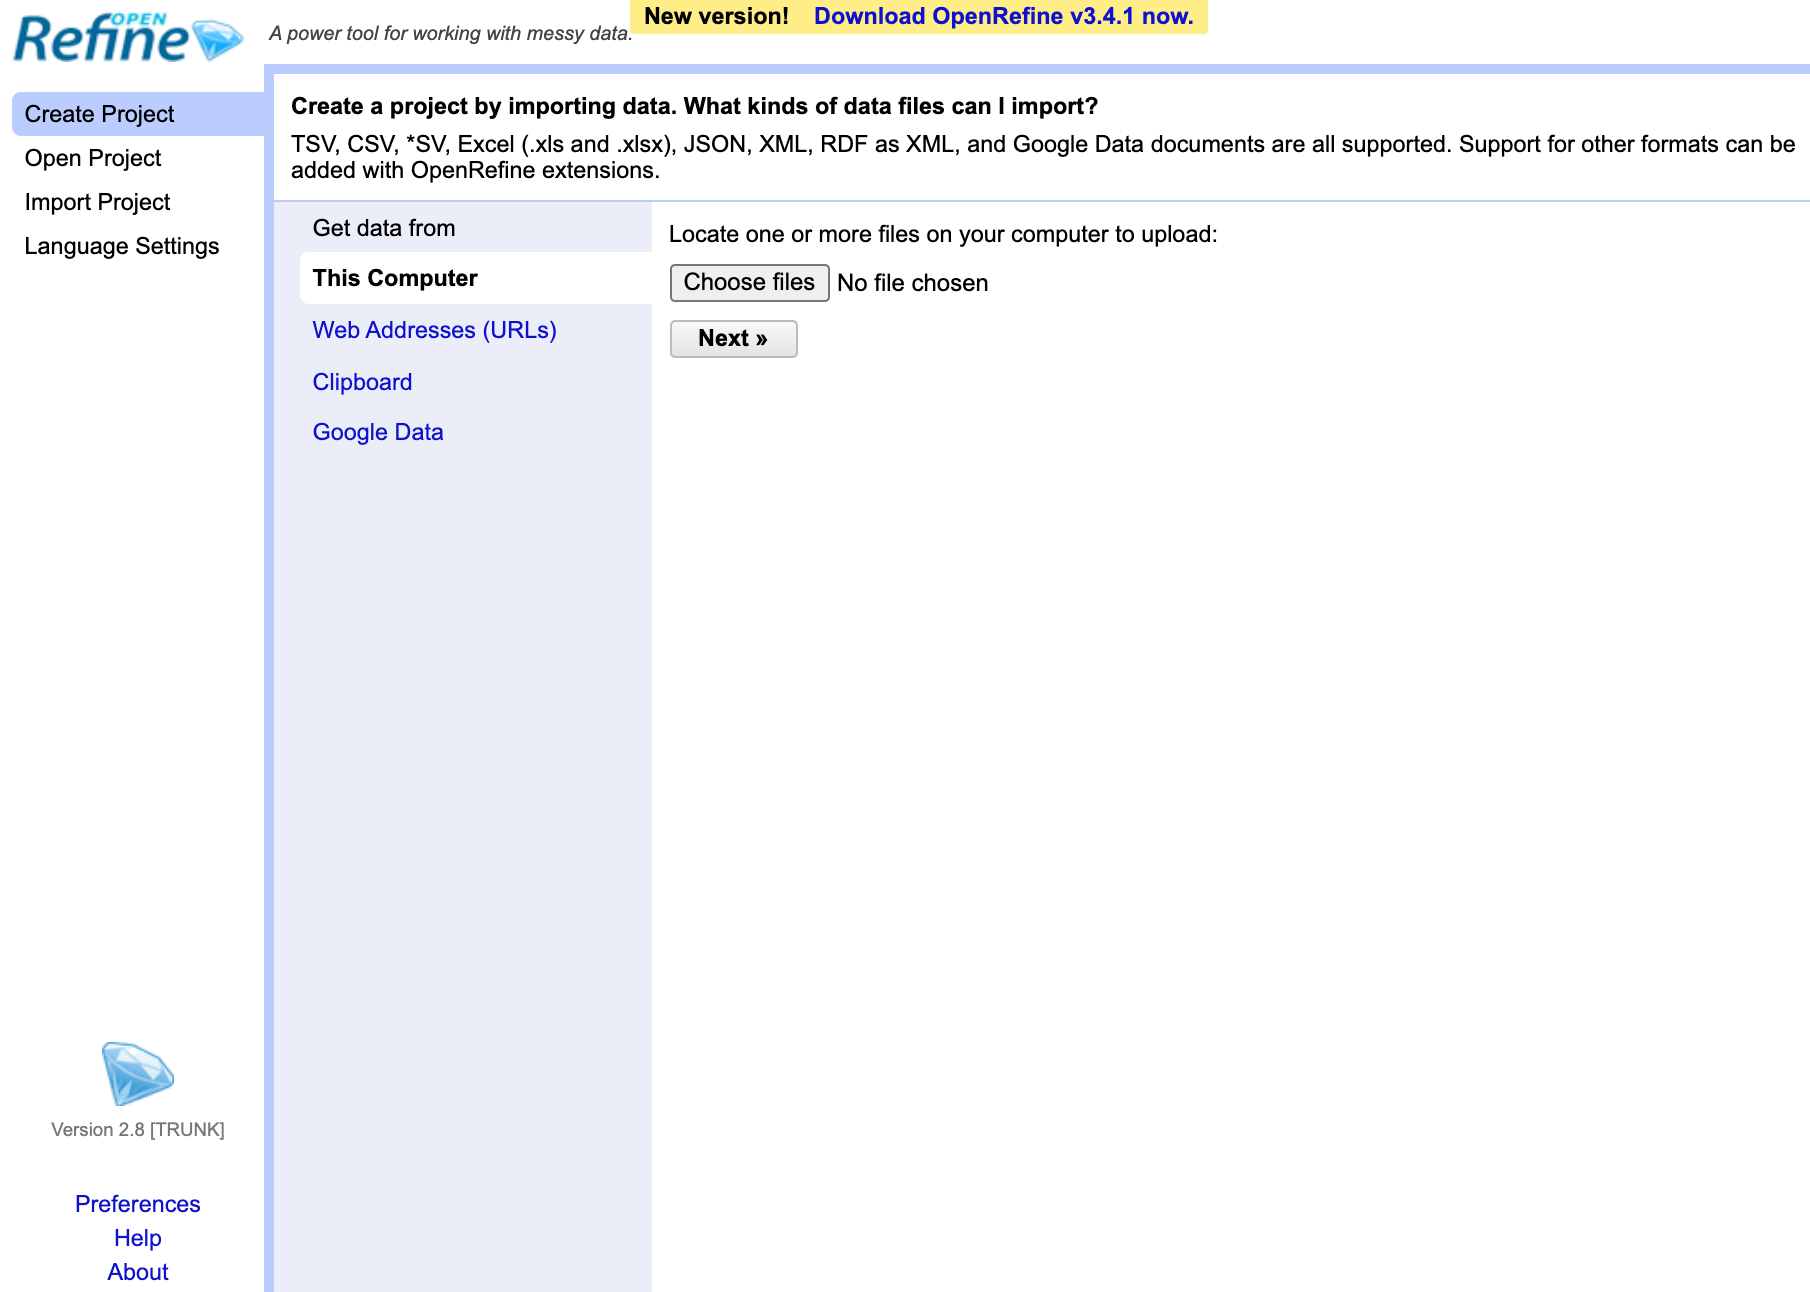 OPEN
Refine
A power tool for working with messy data.
New version! Download OpenRefine v3.4.1 now.
Create Project
Open Project
Import Project
Language Settings
Create a project by importing data. What kinds of data files can I import?
TSV, CSV, *SV, Excel (.xls and .xlsx), JSON, XML, RDF as XML, and Google Data documents are all supported. Support for other formats can be
added with OpenRefine extensions.
Get data from
This Computer
Web Addresses (URLs)
Clipboard
Google Data
Locate one or more files on your computer to upload:
Choose files No file chosen
Next »
Version 2.8 [TRUNK]
Preferences
Help
About